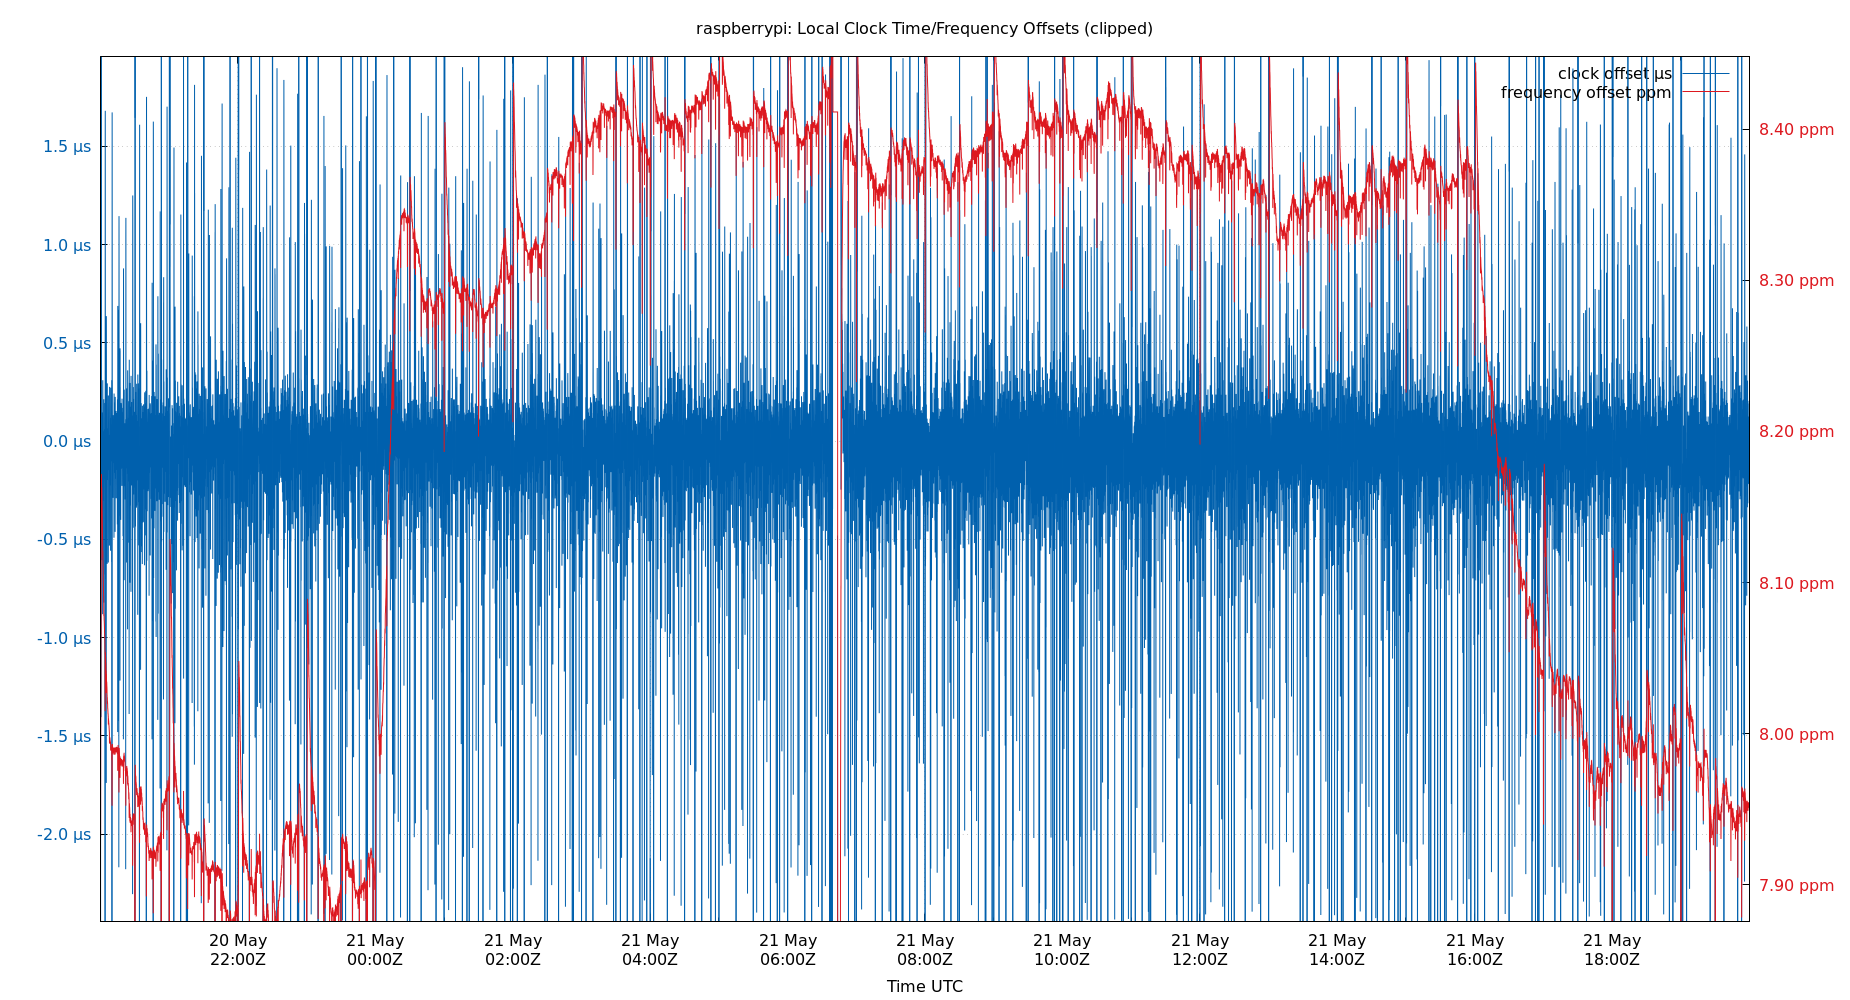 raspberrypi: Local Clock Time/Frequency Offsets (clipped)
clock offset µs
frequency offset ppm
1.5 µs
1.0 µs
0.5 µs
0.0 µs
-0.5 µs
-1.0 µs
-1.5 µs
-2.0 µs
8.40 ppm
8.30 ppm
8.20 ppm
8.10 ppm
8.00 ppm
7.90 ppm
20 May
22:00Z
21 May
00:00Z
21 May
02:00Z
21 May
04:00Z
21 May
06:00Z
21 May
08:00Z
21 May
10:00Z
21 May
12:00Z
21 May
14:00Z
21 May
16:00Z
21 May
18:00Z
Time UTC